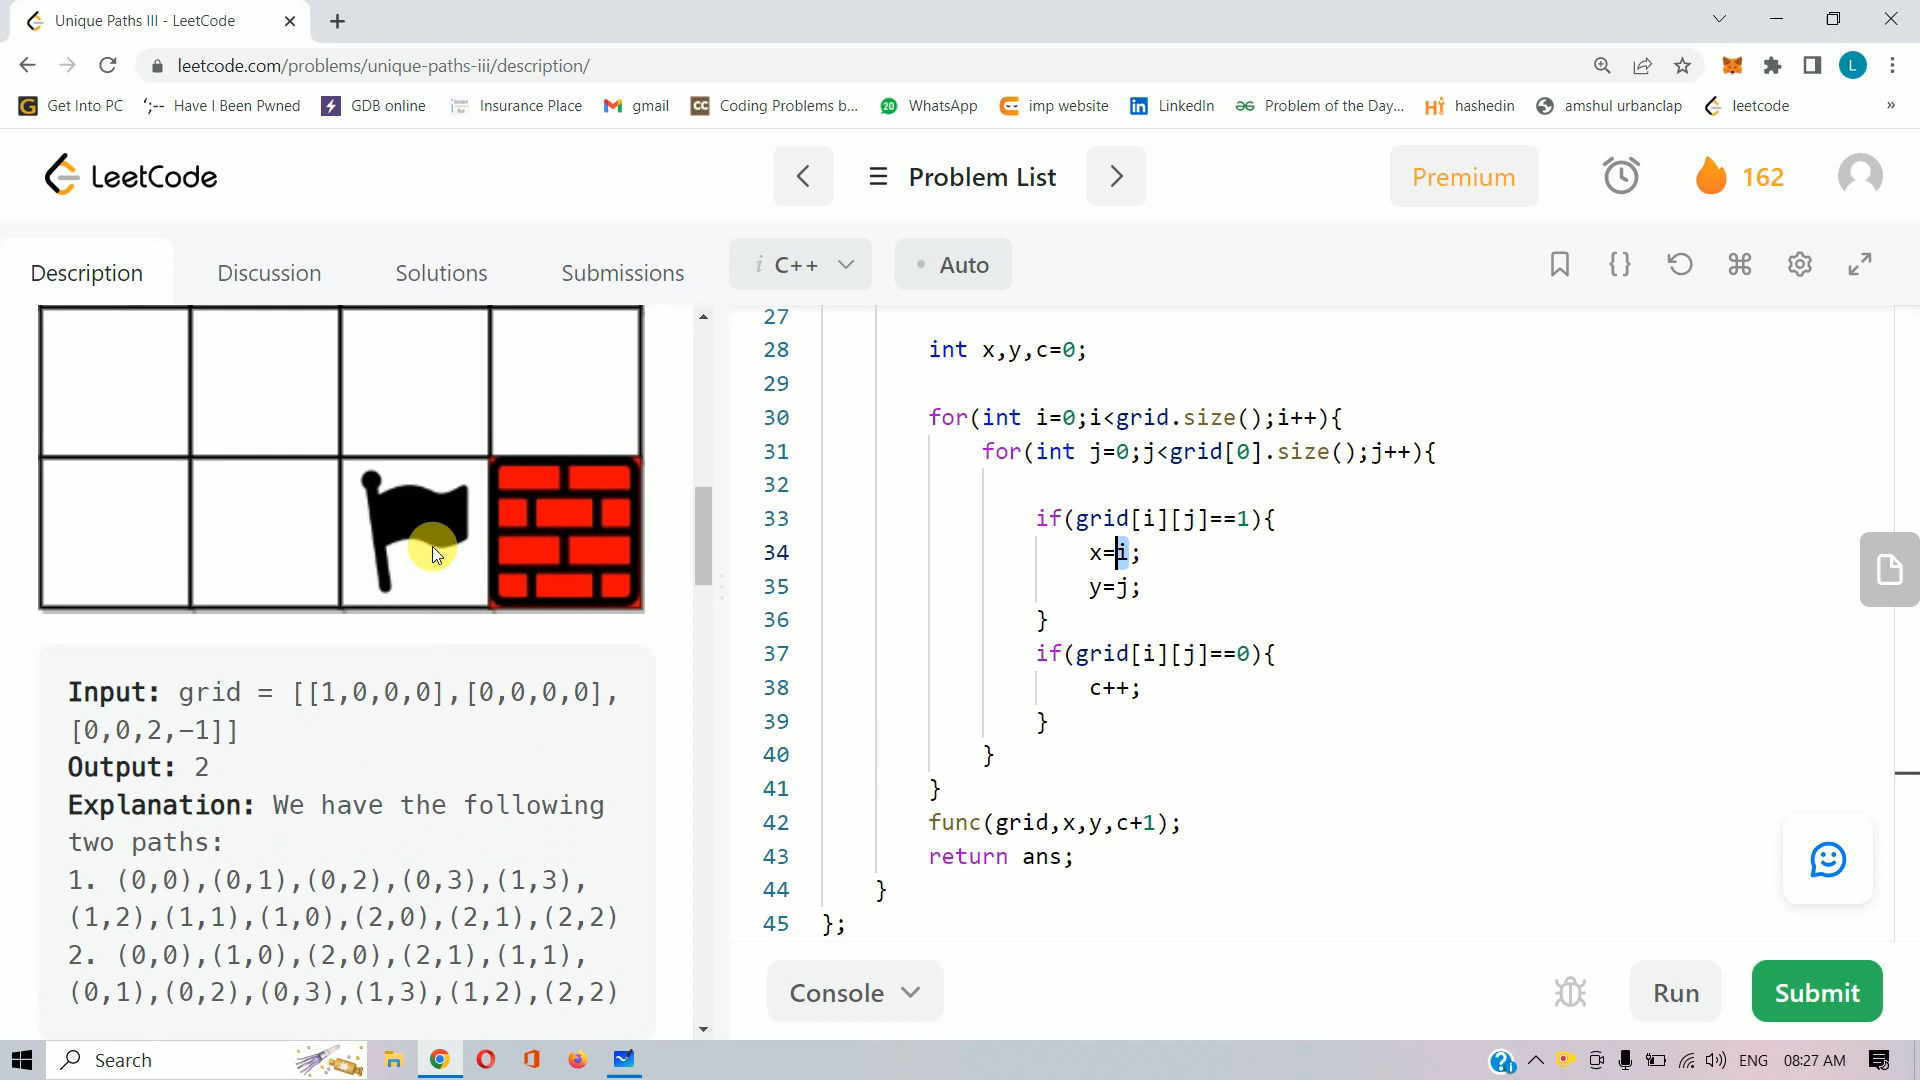 Unique Paths III - LeetCode
leetcode.com/problems/unique-paths-iii/description/
L
Get Into PC
Have I Been Pwned
GDB online
Insurance Place
gmail
CC Coding Problems b...
20 WhatsApp
imp website
in LinkedIn
Problem of the Day...
Hi hashedin
amshul urbanclap
leetcode
»
LeetCode
Problem List
Premium
162
Description
Discussion
Solutions
Submissions
i C++
Auto
Input: grid = [[1,0,0,0],[0,0,0,0],
[0,0,2,-1]]
Output: 2
Explanation: We have the following
two paths:
1. (0,0),(0,1),(0,2),(0,3),(1,3),
(1,2),(1,1),(1,0),(2,0),(2,1),(2,2)
2. (0,0),(1,0),(2,0),(2,1),(1,1),
(0,1),(0,2),(0,3),(1,3),(1,2),(2,2)
27
28 int x,y,c=0;
29
30 for(int i=0;i<grid.size();i++){
31 for(int j=0;j<grid[0].size();j++){
32
33 if(grid[i][j]==1){
34 x=i;
35 y=j;
36 }
37 if(grid[i][j]==0){
38 c++;
39 }
40 }
41 }
42 func(grid,x,y,c+1);
43 return ans;
44 }
45 };
Console
Run
Submit
Search
ENG
08:27 AM